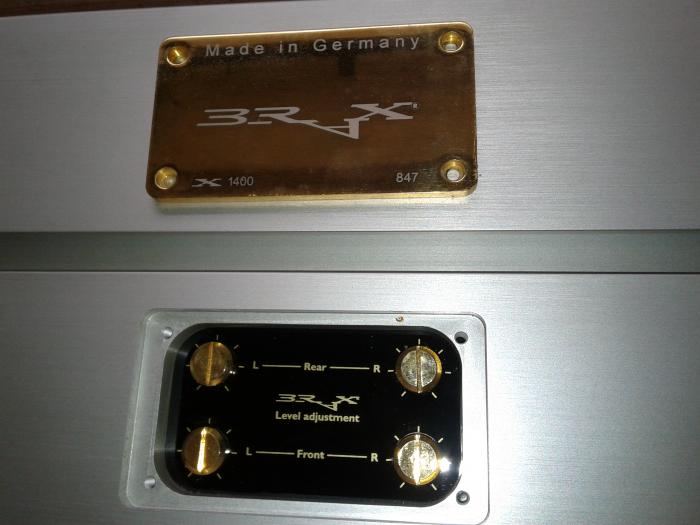 Made in Germany
BRAX®
X 1400 847
L Rear R
BRAX
Level adjustment
L Front R